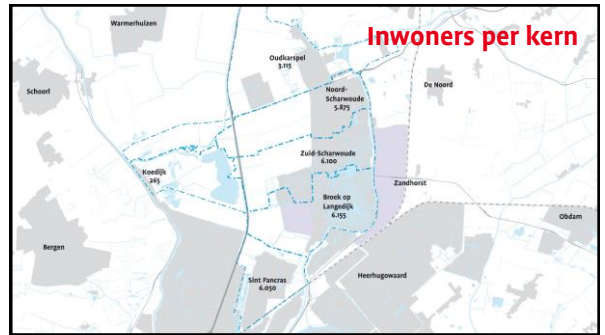 Inwoners per kern
Warmerhuizen
Oudkarspel
3.115
Schoorl
Noord-
Scharwoude
5.875
De Noord
Zuid-Scharwoude
6.100
Koedijk
265
Zandhorst
Broek op
Langedijk
6.155
Obdam
Bergen
Sint Pancras
6.050
Heerhugowaard